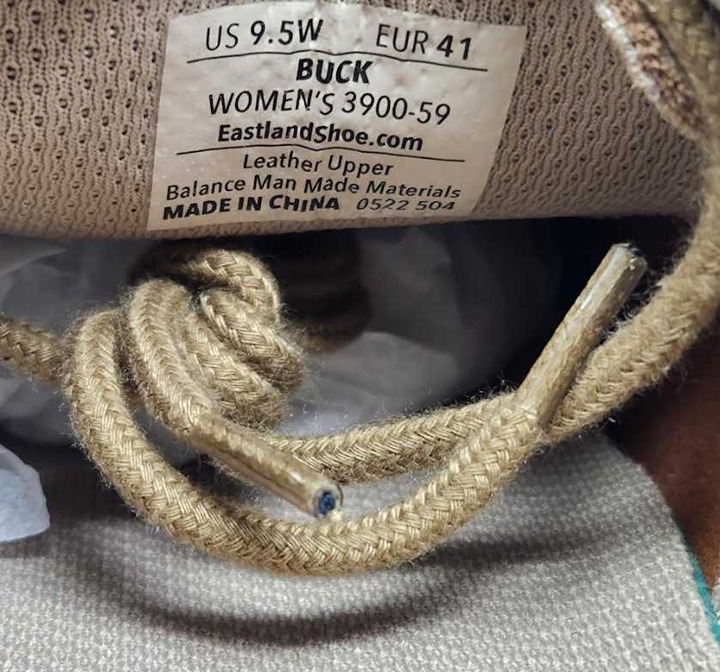 US 9.5W EUR 41
BUCK
WOMEN'S 3900-59
EastlandShoe.com
Leather Upper
Balance Man Made Materials
MADE IN CHINA 0522 504